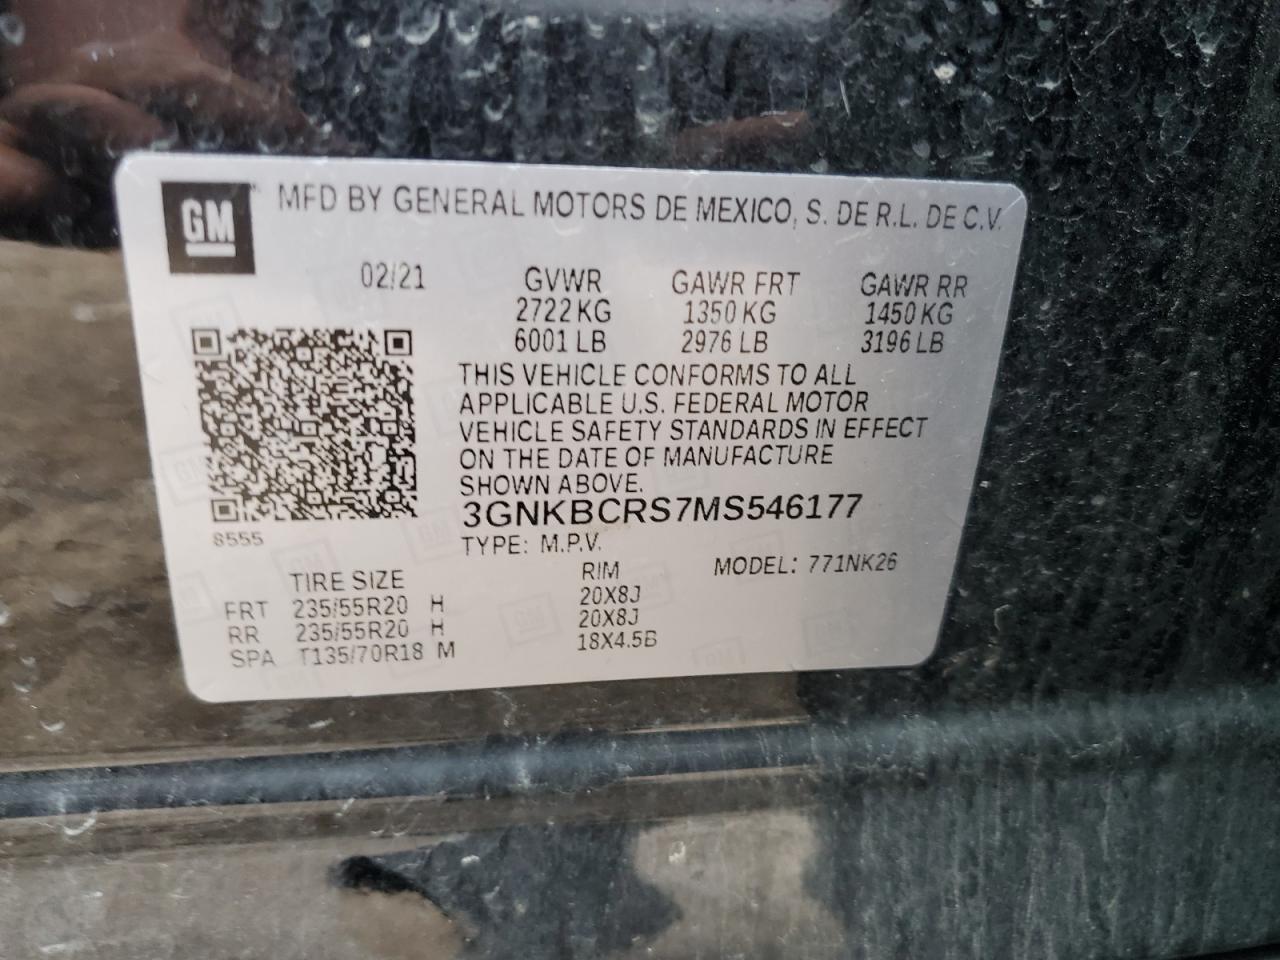 GM MFD BY GENERAL MOTORS DE MEXICO, S. DE R.L. DE C.V.
02/21 GVWR GAWR FRT GAWR RR
2722 KG 1350 KG 1450 KG
6001 LB 2976 LB 3196 LB
THIS VEHICLE CONFORMS TO ALL
APPLICABLE U.S. FEDERAL MOTOR
VEHICLE SAFETY STANDARDS IN EFFECT
ON THE DATE OF MANUFACTURE
SHOWN ABOVE.
3GNKBCRS7MS546177
8555
TYPE: M.P.V.
MODEL: 771NK26
TIRE SIZE RIM
FRT 235/55R20 H 20X8J
RR 235/55R20 H 20X8J
SPA T135/70R18 M 18X4.5B